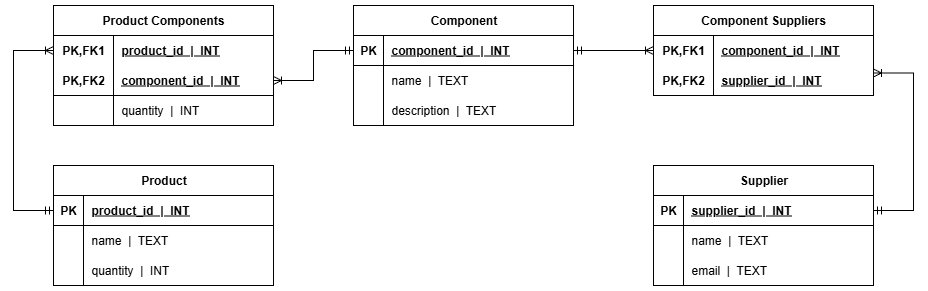 Product Components
PK,FK1 product_id | INT
PK,FK2 component_id | INT
quantity | INT
Component
PK component_id | INT
name | TEXT
description | TEXT
Component Suppliers
PK,FK1 component_id | INT
PK,FK2 supplier_id | INT
Product
PK product_id | INT
name | TEXT
quantity | INT
Supplier
PK supplier_id | INT
name | TEXT
email | TEXT